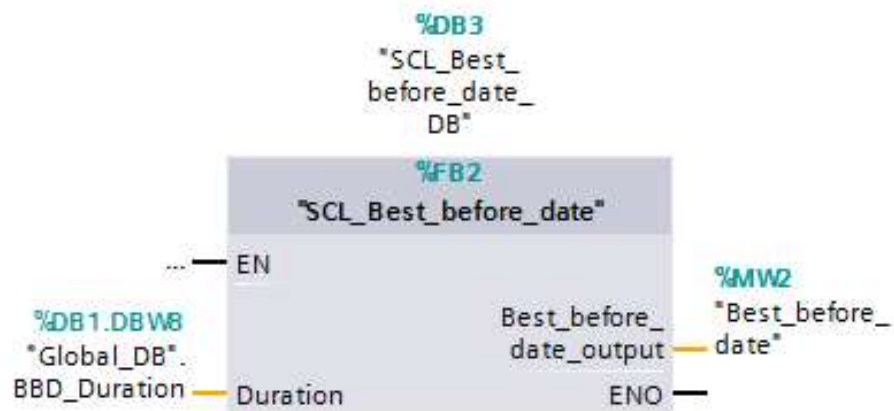 %DB3
"SCL_Best_
before_date_
DB"
%FB2
"SCL_Best_before_date"
... EN
%DB1.DBW8
"Global_DB".
BBD_Duration
Duration
Best_before_
date_output
%MW2
"Best_before_
date"
ENO